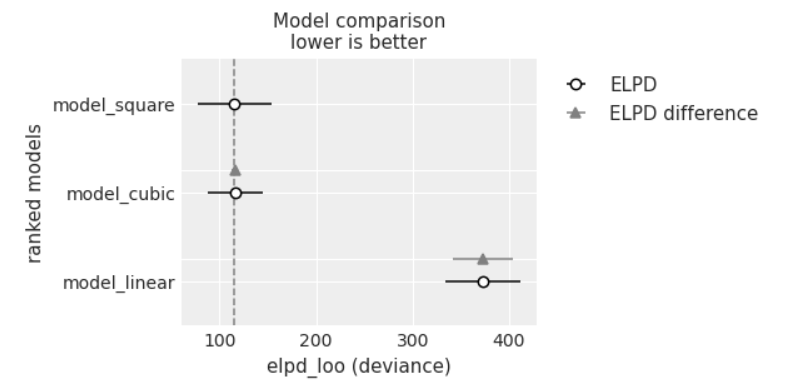 Model comparison
lower is better
model_square
model_cubic
model_linear
ranked models
100 200 300 400
elpd_loo (deviance)
ELPD
ELPD difference